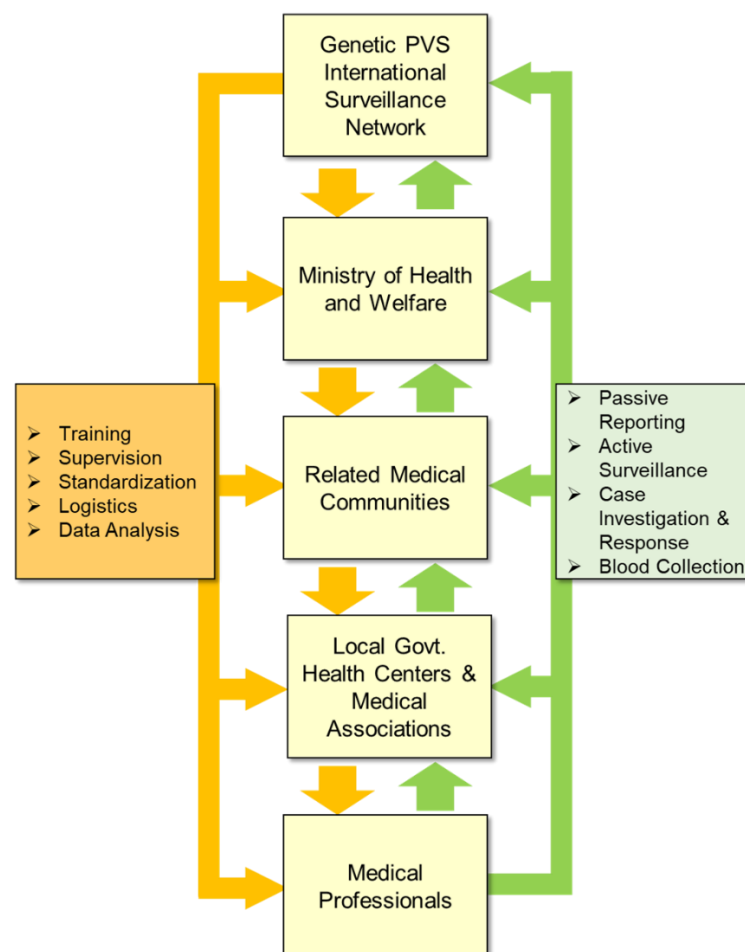 Genetic PVS
International
Surveillance
Network
Ministry of Health
and Welfare
➢ Training
➢ Supervision
➢ Standardization
➢ Logistics
➢ Data Analysis
Related Medical
Communities
➢ Passive
Reporting
➢ Active
Surveillance
➢ Case
Investigation &
Response
➢ Blood Collection
Local Govt.
Health Centers &
Medical
Associations
Medical
Professionals